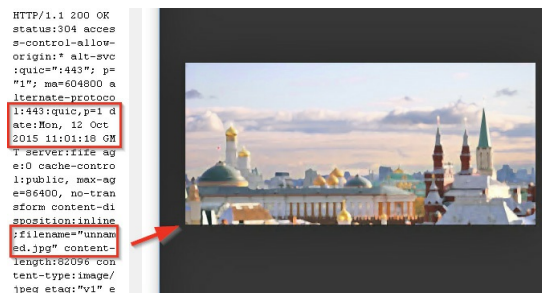 HTTP/1.1 200 OK
status:304 acces
s-control-allow-
origin:* alt-svc
:quic=":443"; p=
"1"; ma=604800 a
lternate-protoco
l:443:quic,p=1 d
ate:Mon, 12 Oct
2015 11:01:18 GM
T server:fife ag
e:0 cache-contro
l:public, max-ag
e=86400, no-tran
sform content-di
sposition:inline
;filename="unnam
ed.jpg" content-
length:82096 con
tent-type:image/
jpeg etag:"v1" e